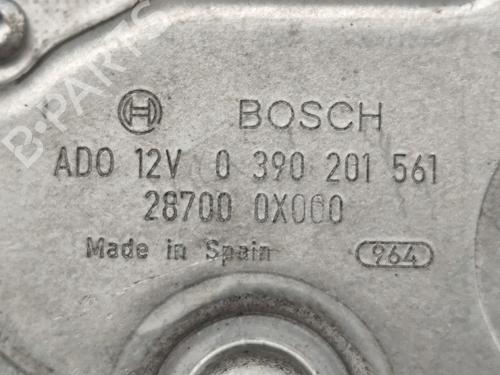 BOSCH
ADO 12V 0 390 201 561
28700 0X000
Made in Spain 964
B-PARTS